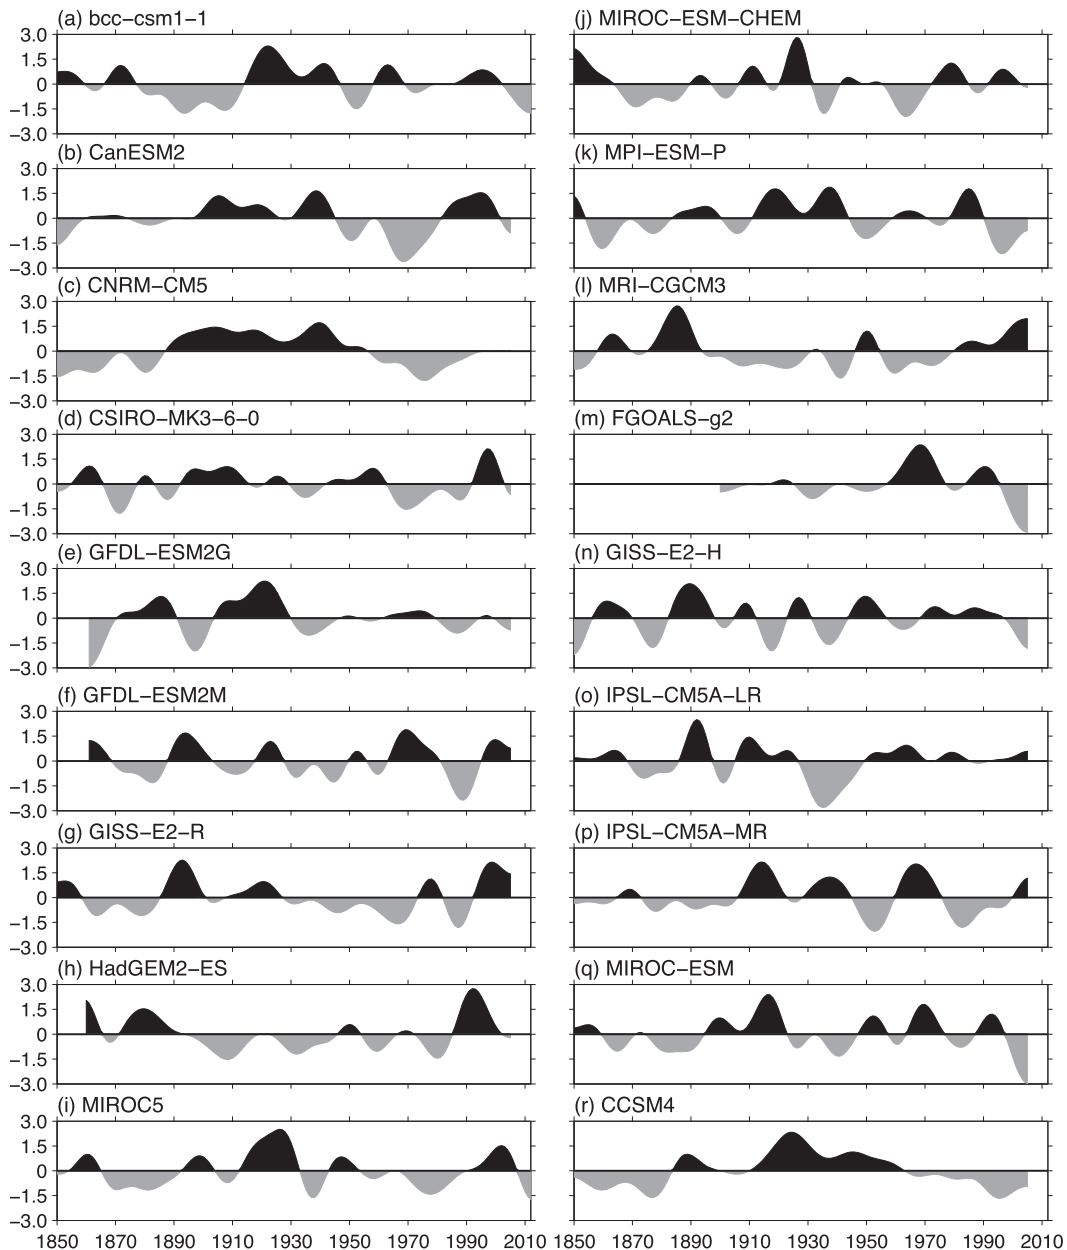 (a) bcc−csm1−1
3.0
1.5
0
−1.5
−3.0
(b) CanESM2
3.0
1.5
0
−1.5
−3.0
(c) CNRM−CM5
3.0
1.5
0
−1.5
−3.0
(d) CSIRO−MK3−6−0
3.0
1.5
0
−1.5
−3.0
(e) GFDL−ESM2G
3.0
1.5
0
−1.5
−3.0
(f) GFDL−ESM2M
3.0
1.5
0
−1.5
−3.0
(g) GISS−E2−R
3.0
1.5
0
−1.5
−3.0
(h) HadGEM2−ES
3.0
1.5
0
−1.5
−3.0
(i) MIROC5
3.0
1.5
0
−1.5
−3.0
1850 1870 1890 1910 1930 1950 1970 1990 2010
(j) MIROC−ESM−CHEM
(k) MPI−ESM−P
(l) MRI−CGCM3
(m) FGOALS−g2
(n) GISS−E2−H
(o) IPSL−CM5A−LR
(p) IPSL−CM5A−MR
(q) MIROC−ESM
(r) CCSM4
1850 1870 1890 1910 1930 1950 1970 1990 2010